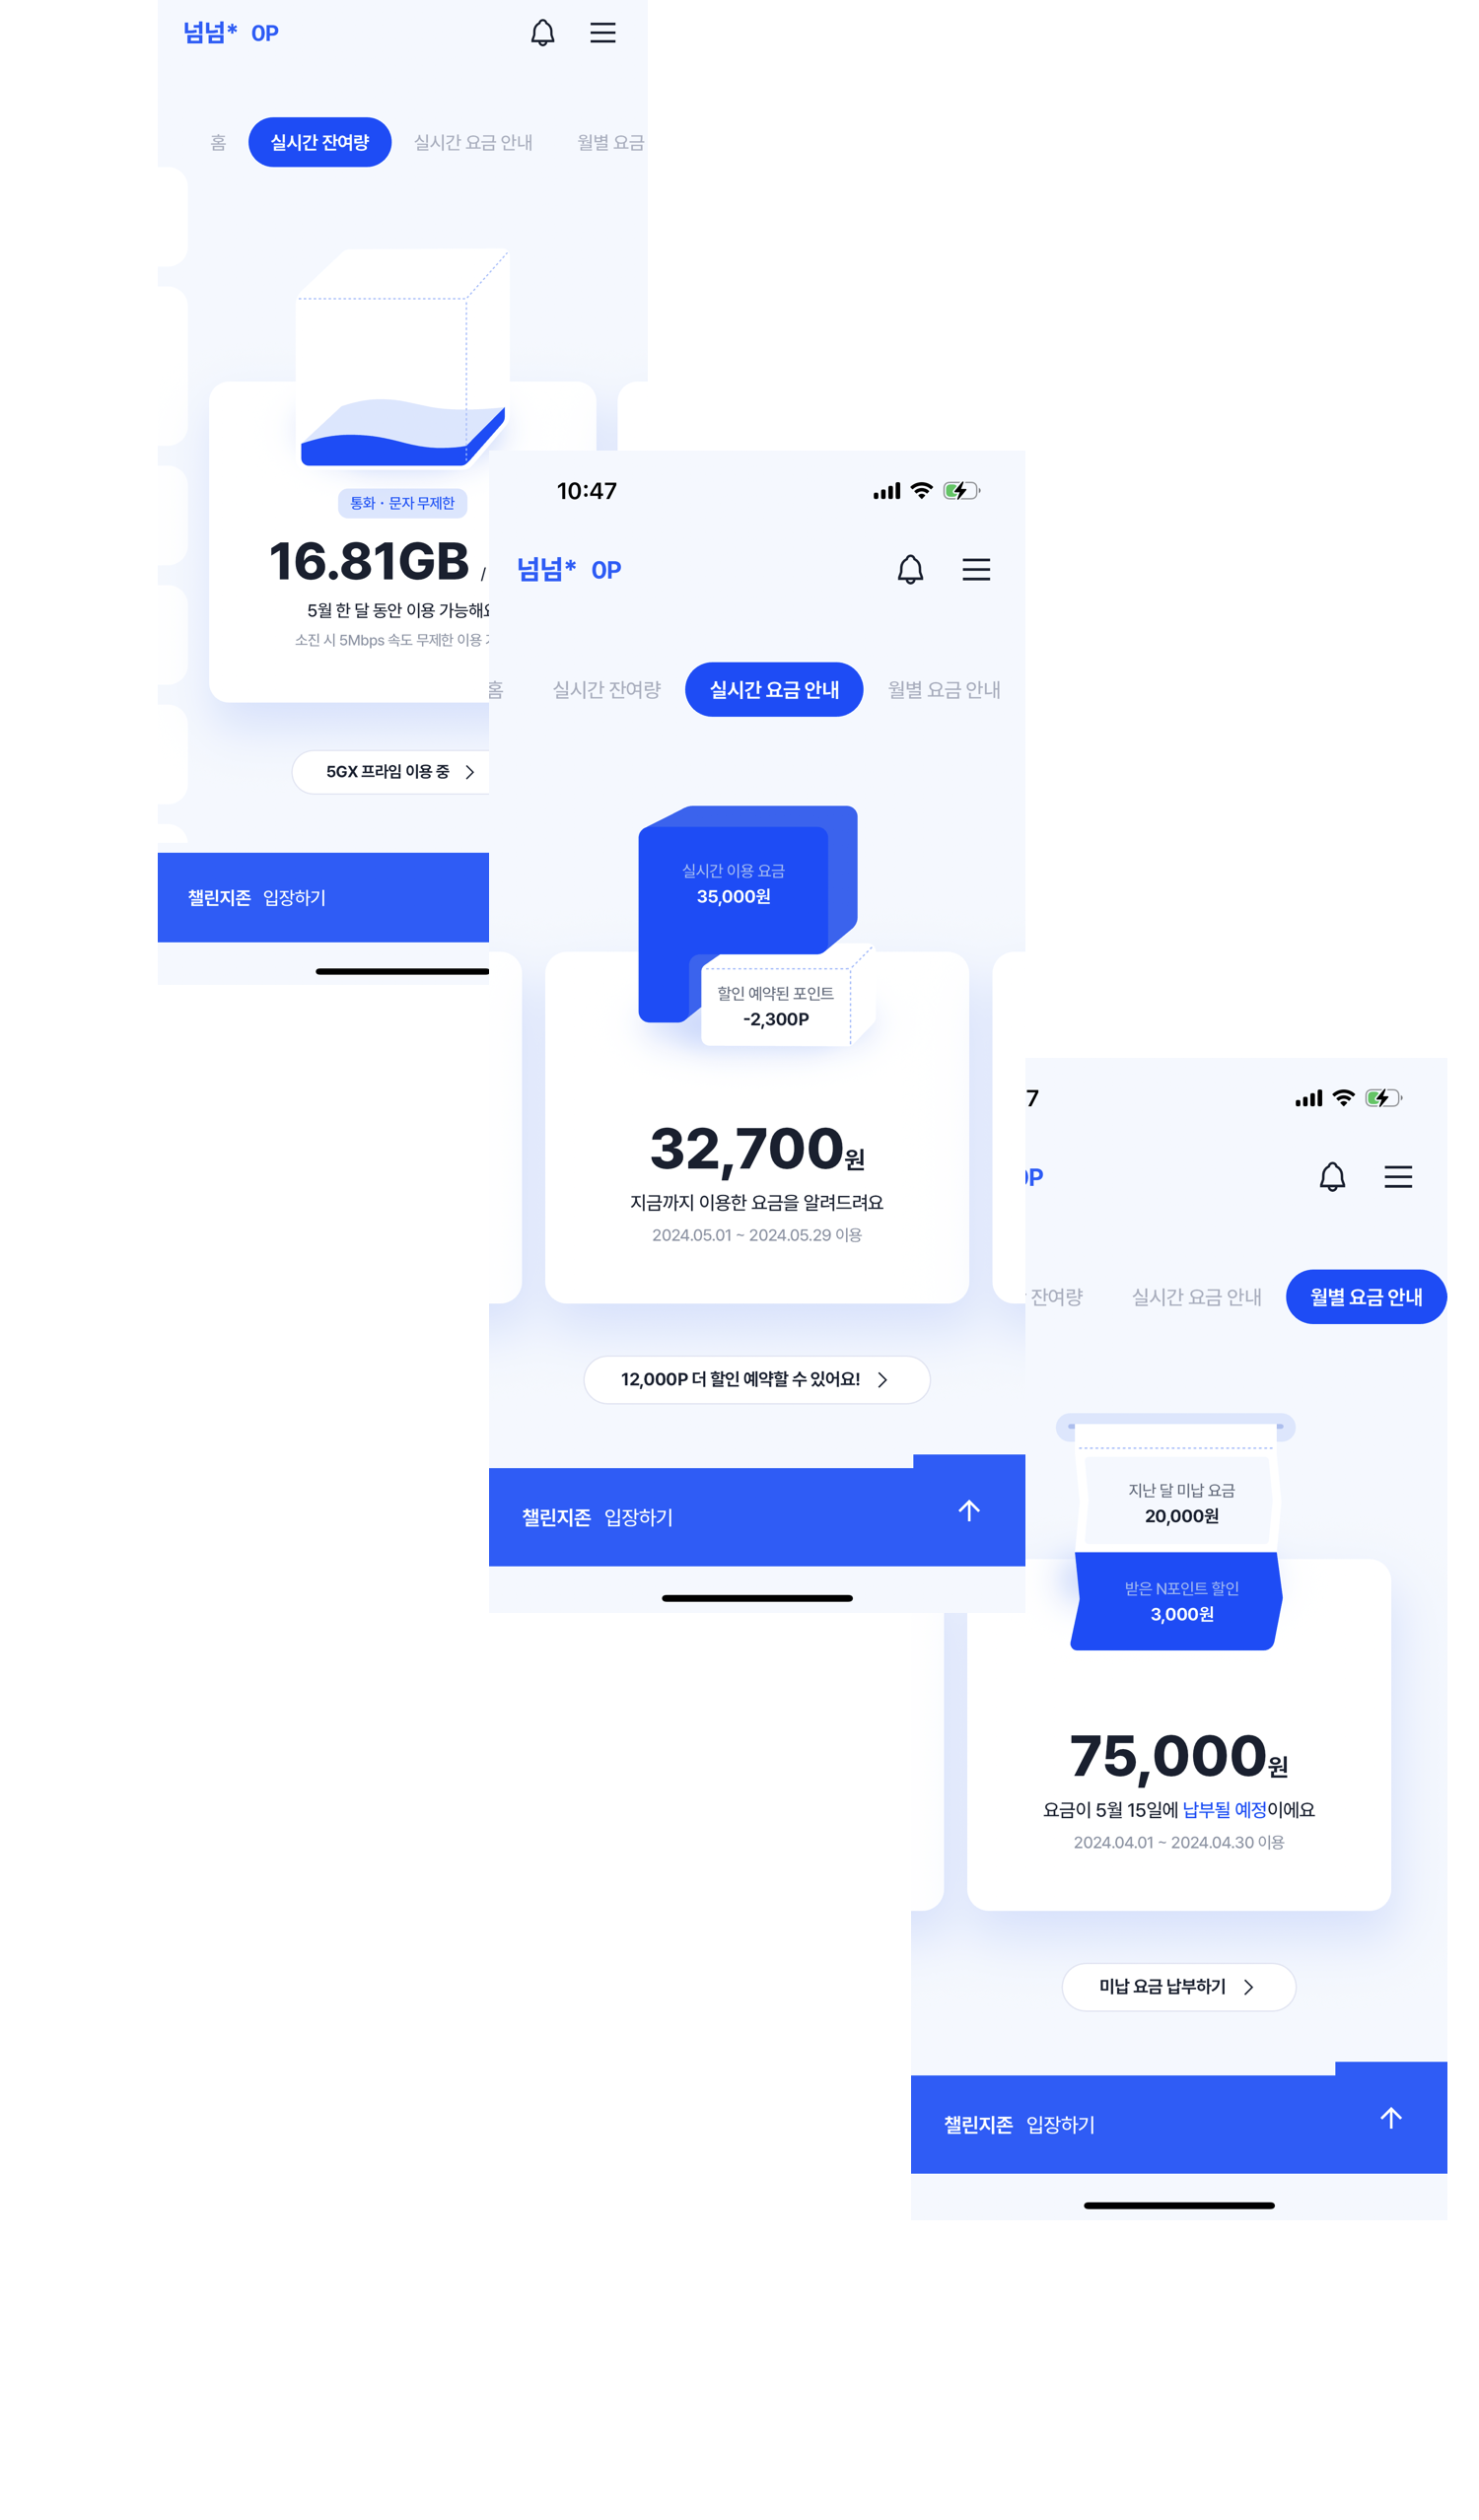 넘넘* 0P
홈 실시간 잔여량 실시간 요금 안내 월별 요금
통화 · 문자 무제한
16.81GB /
5월 한 달 동안 이용 가능해요
소진 시 5Mbps 속도 무제한 이용
5GX 프라임 이용 중
챌린지존 입장하기
10:47
넘넘* 0P
홈 실시간 잔여량 실시간 요금 안내 월별 요금 안내
실시간 이용 요금
35,000원
할인 예약된 포인트
-2,300P
32,700원
지금까지 이용한 요금을 알려드려요
2024.05.01 ~ 2024.05.29 이용
12,000P 더 할인 예약할 수 있어요!
챌린지존 입장하기
7
P
잔여량 실시간 요금 안내 월별 요금 안내
지난 달 미납 요금
20,000원
받은 N포인트 할인
3,000원
75,000원
요금이 5월 15일에 납부될 예정이에요
2024.04.01 ~ 2024.04.30 이용
미납 요금 납부하기
챌린지존 입장하기